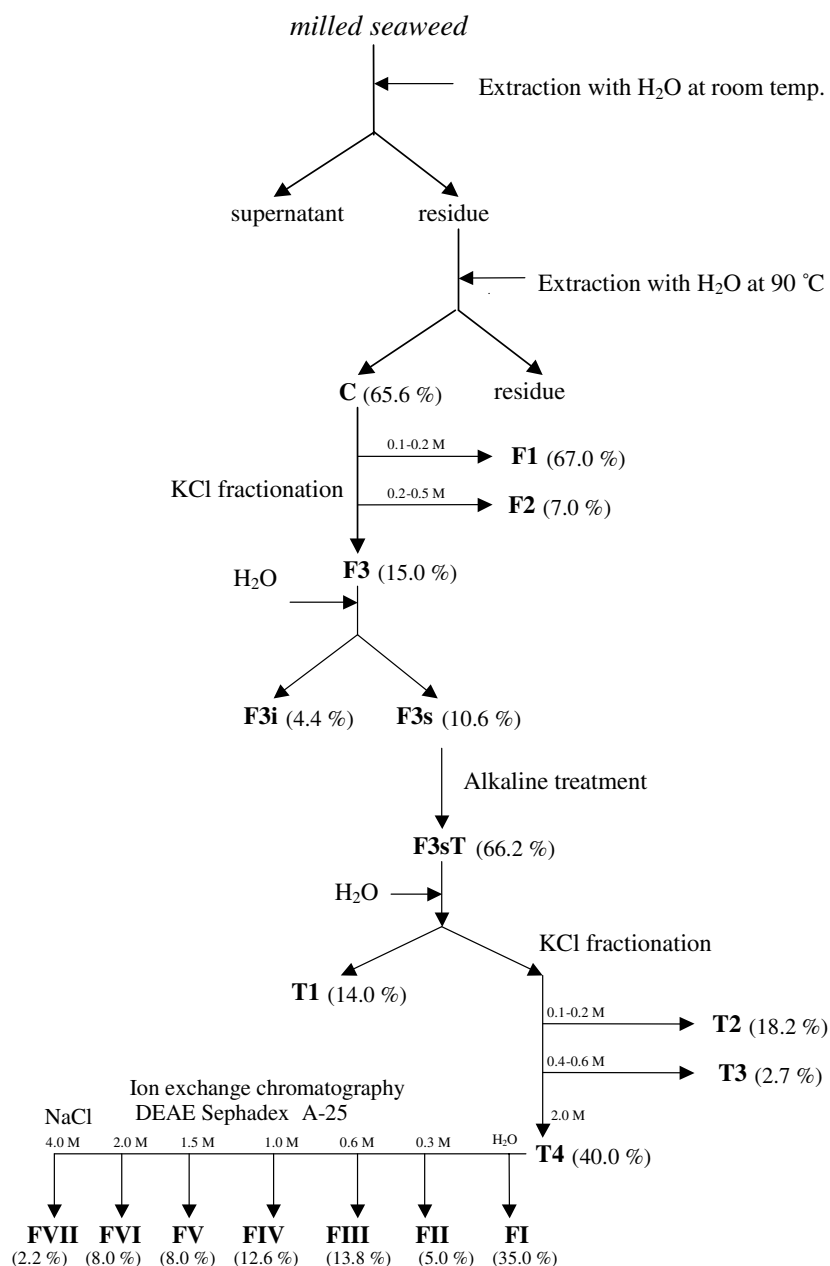 milled seaweed
Extraction with H₂O at room temp.
supernatant
residue
Extraction with H₂O at 90 °C
C (65.6 %)
residue
0.1-0.2 M
F1 (67.0 %)
KCl fractionation
0.2-0.5 M
F2 (7.0 %)
F3 (15.0 %)
H₂O
F3i (4.4 %)
F3s (10.6 %)
Alkaline treatment
F3sT (66.2 %)
H₂O
KCl fractionation
T1 (14.0 %)
0.1-0.2 M
T2 (18.2 %)
0.4-0.6 M
T3 (2.7 %)
Ion exchange chromatography
DEAE Sephadex A-25
NaCl
2.0 M
T4 (40.0 %)
4.0 M 2.0 M 1.5 M 1.0 M 0.6 M 0.3 M H₂O
FVII FVI FV FIV FIII FII FI
(2.2 %) (8.0 %) (8.0 %) (12.6 %) (13.8 %) (5.0 %) (35.0 %)